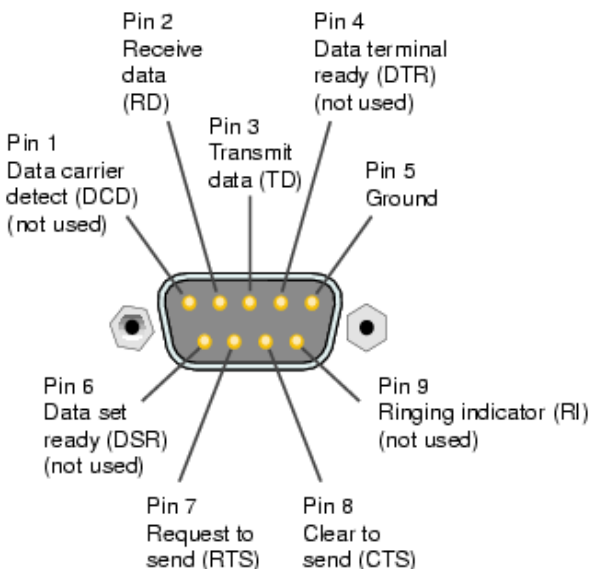 Pin 2
Receive
data
(RD)
Pin 4
Data terminal
ready (DTR)
(not used)
Pin 3
Transmit
data (TD)
Pin 1
Data carrier
detect (DCD)
(not used)
Pin 5
Ground
Pin 6
Data set
ready (DSR)
(not used)
Pin 9
Ringing indicator (RI)
(not used)
Pin 7
Request to
send (RTS)
Pin 8
Clear to
send (CTS)